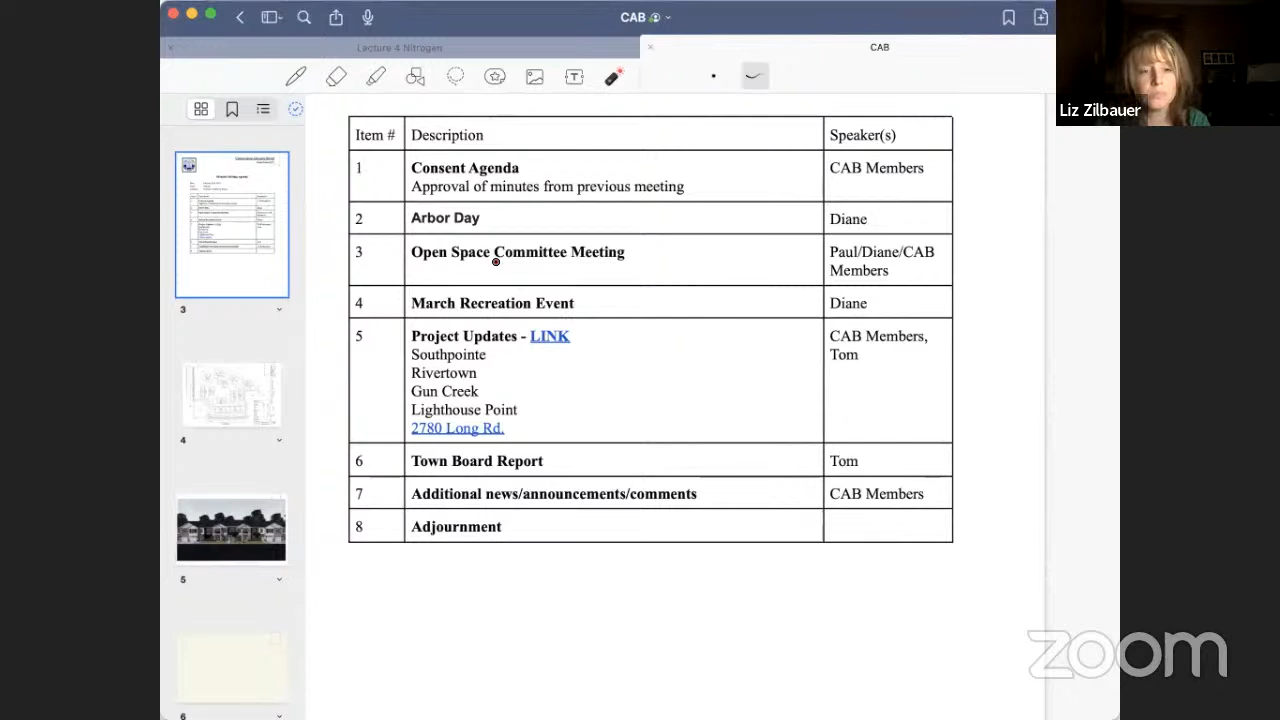 CAB
Lecture 4 Nitrogen
CAB
Liz Zilbauer
Item # Description Speaker(s)
1 Consent Agenda CAB Members
Approval of minutes from previous meeting
2 Arbor Day Diane
3 Open Space Committee Meeting Paul/Diane/CAB
Members
4 March Recreation Event Diane
5 Project Updates - LINK CAB Members,
Southpointe Tom
Rivertown
Gun Creek
Lighthouse Point
2780 Long Rd.
6 Town Board Report Tom
7 Additional news/announcements/comments CAB Members
8 Adjournment
3
4
5
6
zoom